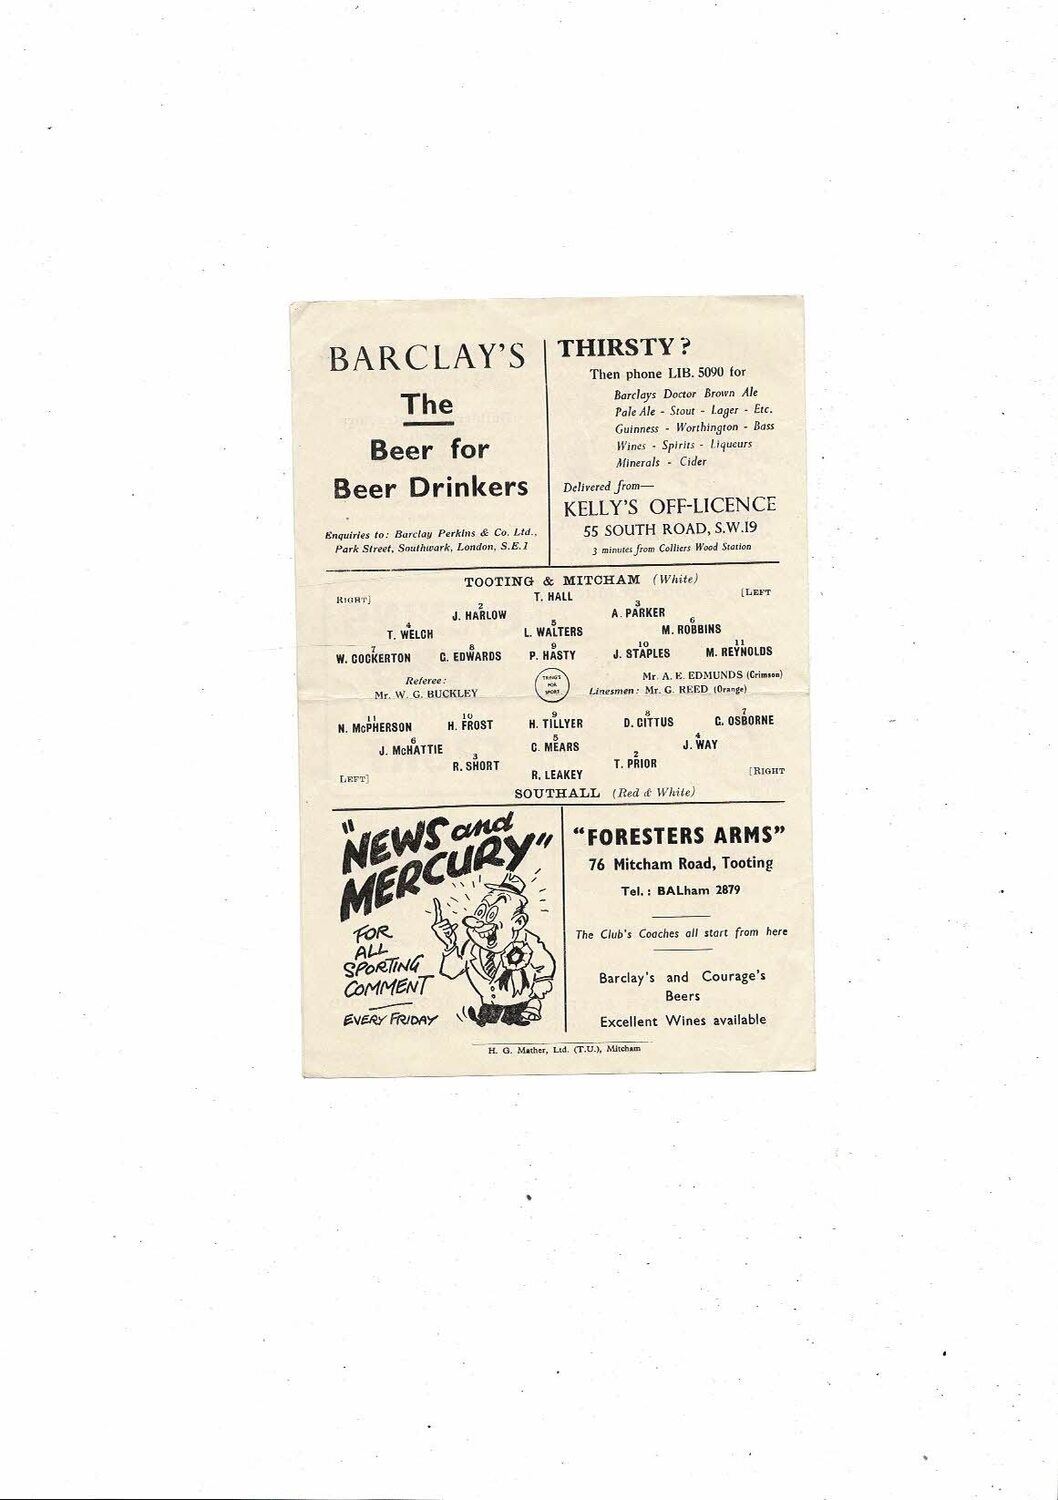 BARCLAY'S
The
Beer for
Beer Drinkers
Enquiries to: Barclay Perkins & Co. Ltd.,
Park Street, Southwark, London, S.E.1
THIRSTY?
Then phone LIB. 5090 for
Barclays Doctor Brown Ale
Pale Ale - Stout - Lager - Etc.
Guinness - Worthington - Bass
Wines - Spirits - Liqueurs
Minerals - Cider
Delivered from—
KELLY'S OFF-LICENCE
55 SOUTH ROAD, S.W.19
3 minutes from Colliers Wood Station
TOOTING & MITCHAM (White)
RIGHT] T. HALL [LEFT
2 3
J. HARLOW A. PARKER
4 5 6
T. WELCH L. WALTERS M. ROBBINS
7 8 9 10 11
W. COCKERTON C. EDWARDS P. HASTY J. STAPLES M. REYNOLDS
Referee:
Mr. W. G. BUCKLEY
FOR
SPORT
Mr. A. E. EDMUNDS (Crimson)
Linesmen: Mr. G. REED (Orange)
11 10 9 8 7
N. McPHERSON H. FROST H. TILLYER D. CITTUS C. OSBORNE
6 5 4
J. McHATTIE C. MEARS J. WAY
3 2
R. SHORT T. PRIOR
LEFT] R. LEAKEY [RIGHT
SOUTHALL (Red & White)
"NEWS and
MERCURY"
FOR
ALL
SPORTING
COMMENT
EVERY FRIDAY
"FORESTERS ARMS"
76 Mitcham Road, Tooting
Tel.: BALham 2879
The Club's Coaches all start from here
Barclay's and Courage's
Beers
Excellent Wines available
H. G. Mather, Ltd. (T.U.), Mitcham